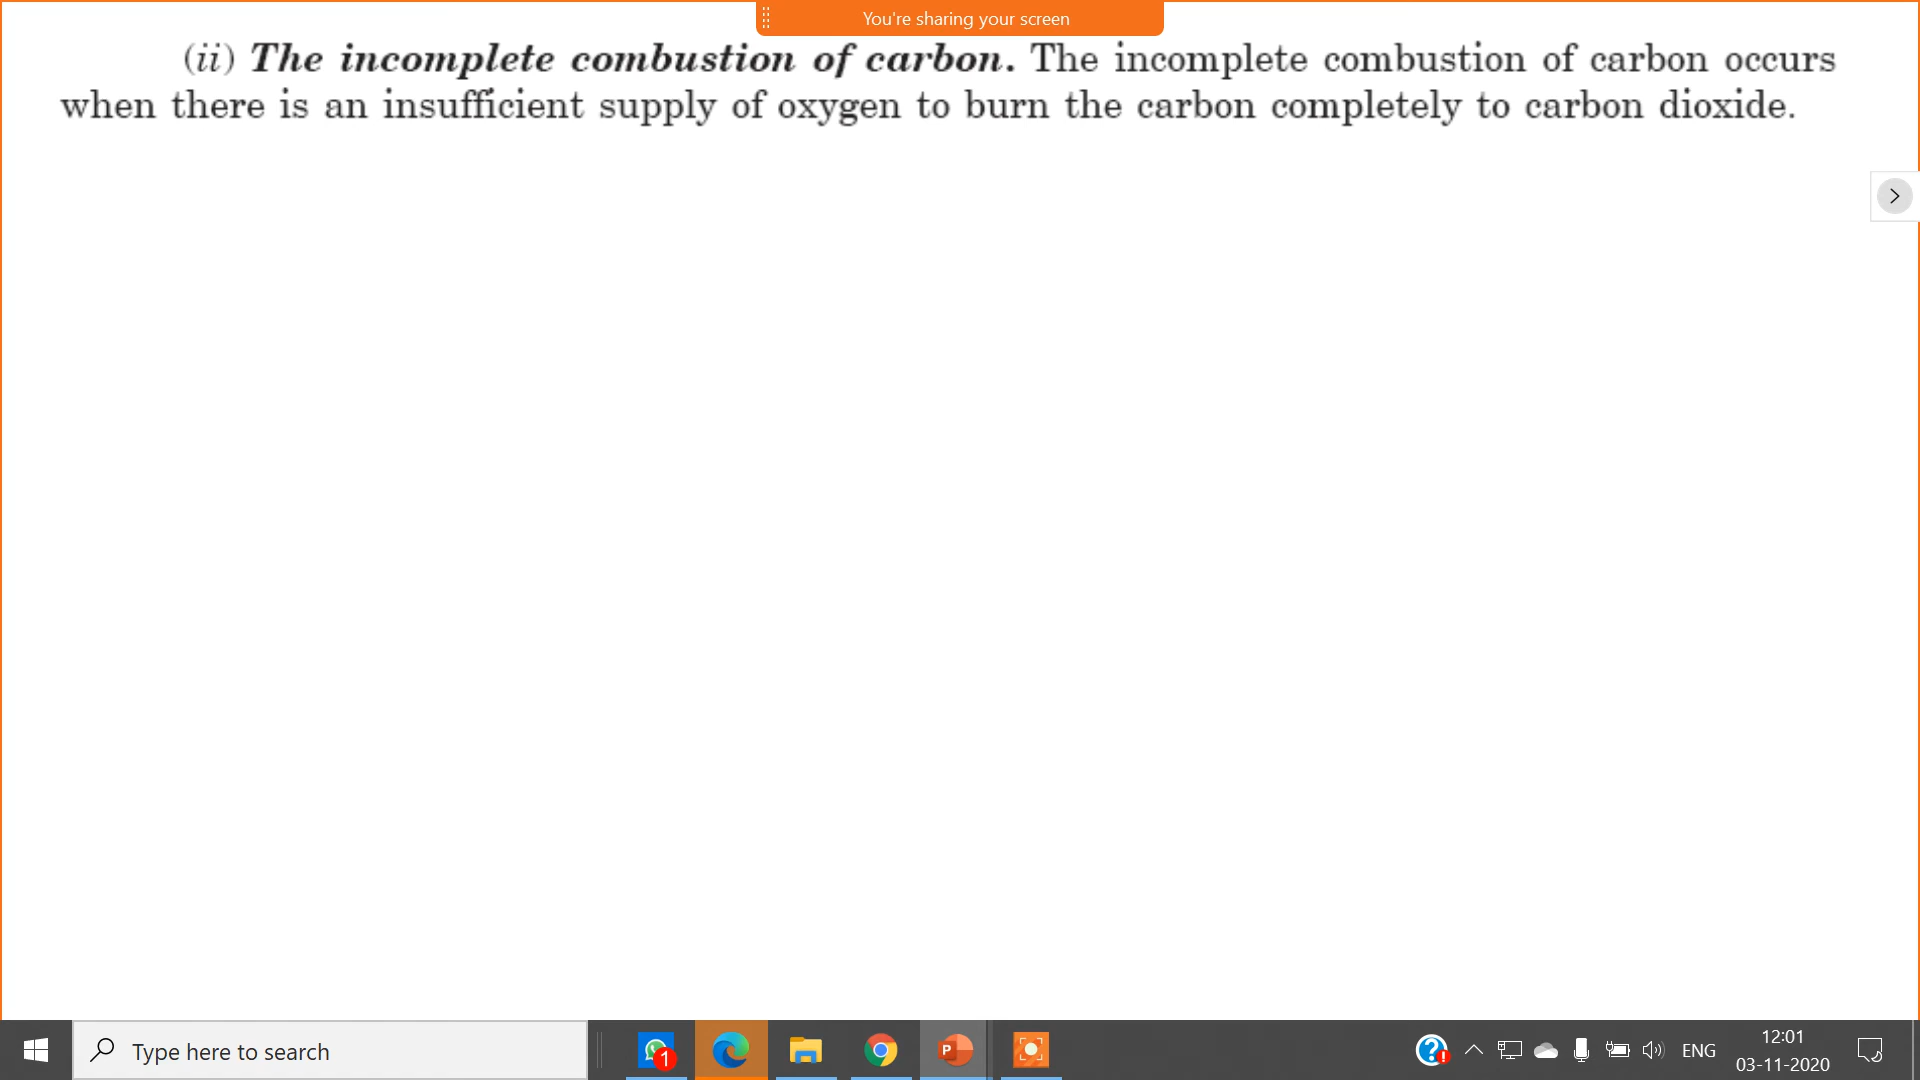 You're sharing your screen
(ii) The incomplete combustion of carbon. The incomplete combustion of carbon occurs
when there is an insufficient supply of oxygen to burn the carbon completely to carbon dioxide.
Type here to search
1
P
ENG
12:01
03-11-2020